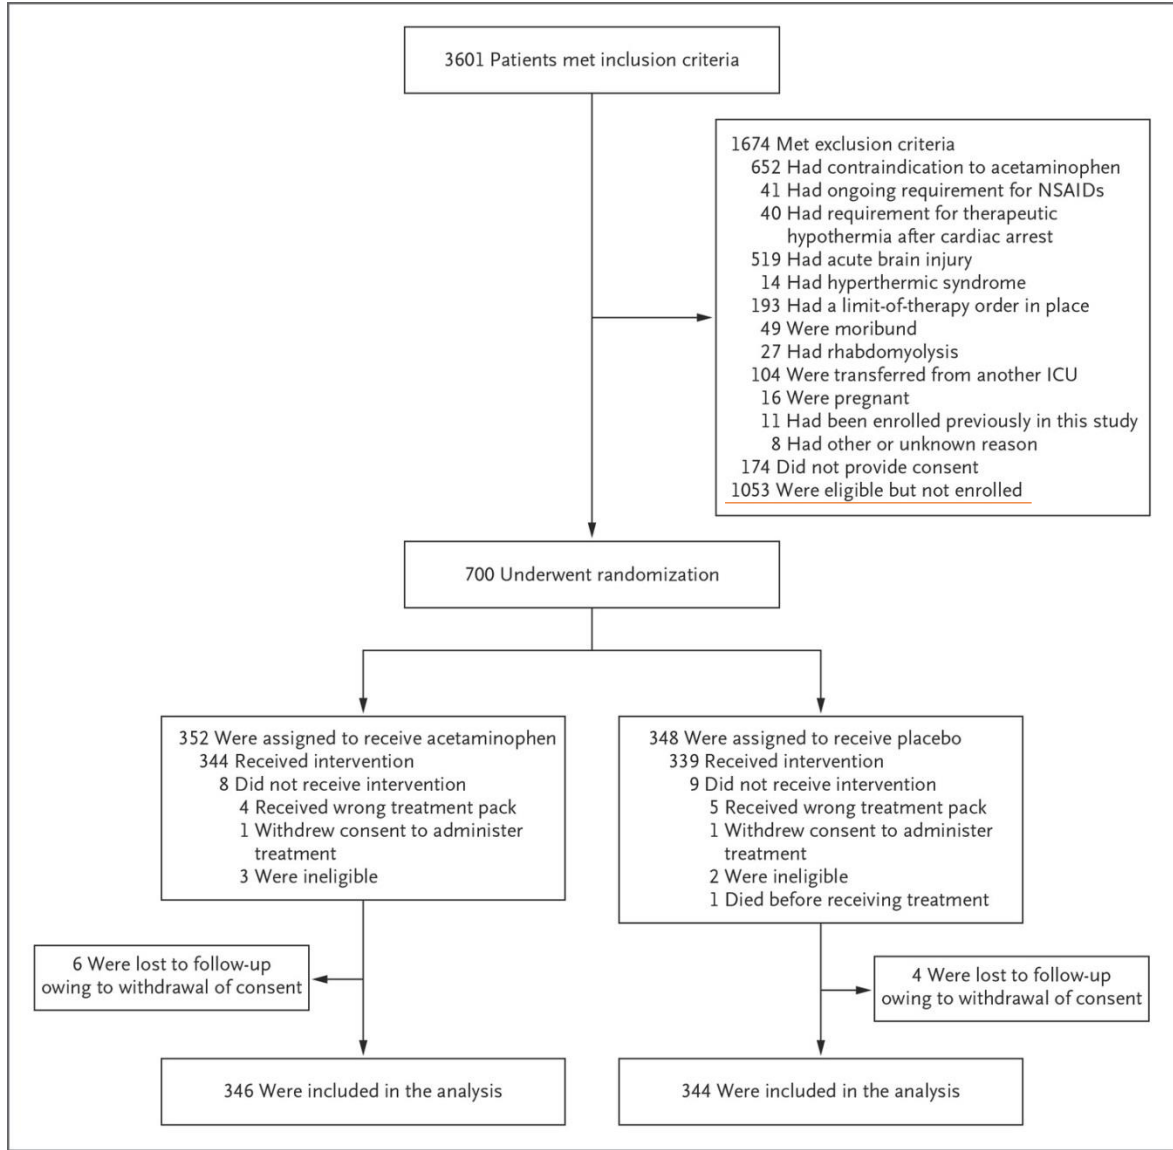 3601 Patients met inclusion criteria
1674 Met exclusion criteria
652 Had contraindication to acetaminophen
41 Had ongoing requirement for NSAIDs
40 Had requirement for therapeutic
hypothermia after cardiac arrest
519 Had acute brain injury
14 Had hyperthermic syndrome
193 Had a limit-of-therapy order in place
49 Were moribund
27 Had rhabdomyolysis
104 Were transferred from another ICU
16 Were pregnant
11 Had been enrolled previously in this study
8 Had other or unknown reason
174 Did not provide consent
1053 Were eligible but not enrolled
700 Underwent randomization
352 Were assigned to receive acetaminophen
344 Received intervention
8 Did not receive intervention
4 Received wrong treatment pack
1 Withdrew consent to administer
treatment
3 Were ineligible
348 Were assigned to receive placebo
339 Received intervention
9 Did not receive intervention
5 Received wrong treatment pack
1 Withdrew consent to administer
treatment
2 Were ineligible
1 Died before receiving treatment
6 Were lost to follow-up
owing to withdrawal of consent
4 Were lost to follow-up
owing to withdrawal of consent
346 Were included in the analysis
344 Were included in the analysis